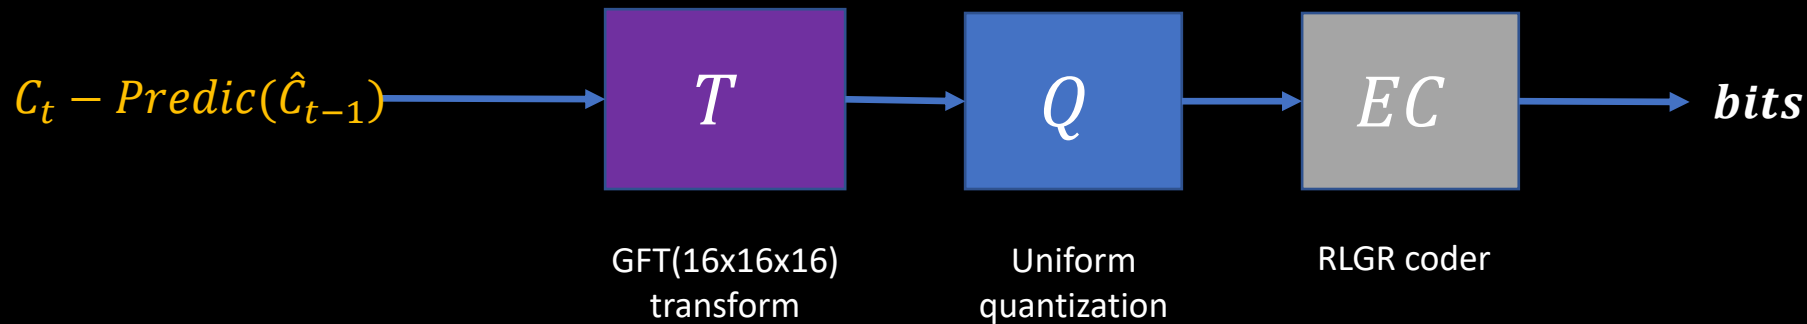 C_t − Predic(Ĉ_{t−1})
T
Q
EC
bits
GFT(16x16x16)
transform
Uniform
quantization
RLGR coder